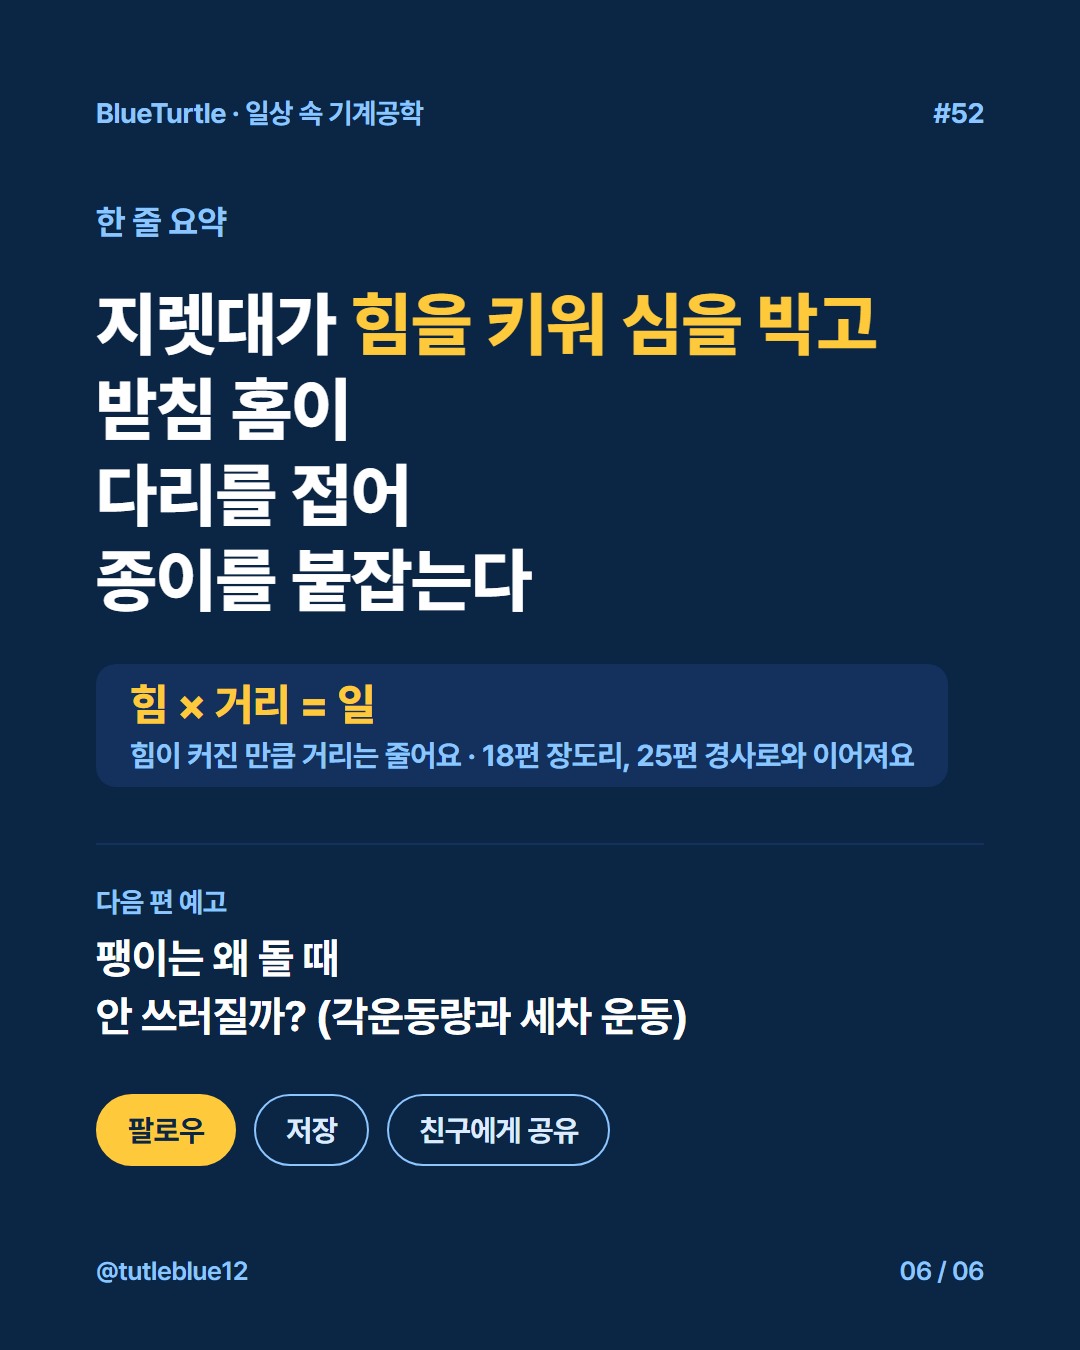 BlueTurtle · 일상 속 기계공학
#52
한 줄 요약
지렛대가 힘을 키워 심을 박고
받침 홈이
다리를 접어
종이를 붙잡는다
힘 × 거리 = 일
힘이 커진 만큼 거리는 줄어요 · 18편 장도리, 25편 경사로와 이어져요
다음 편 예고
팽이는 왜 돌 때
안 쓰러질까? (각운동량과 세차 운동)
팔로우
저장
친구에게 공유
@tutleblue12
06 / 06